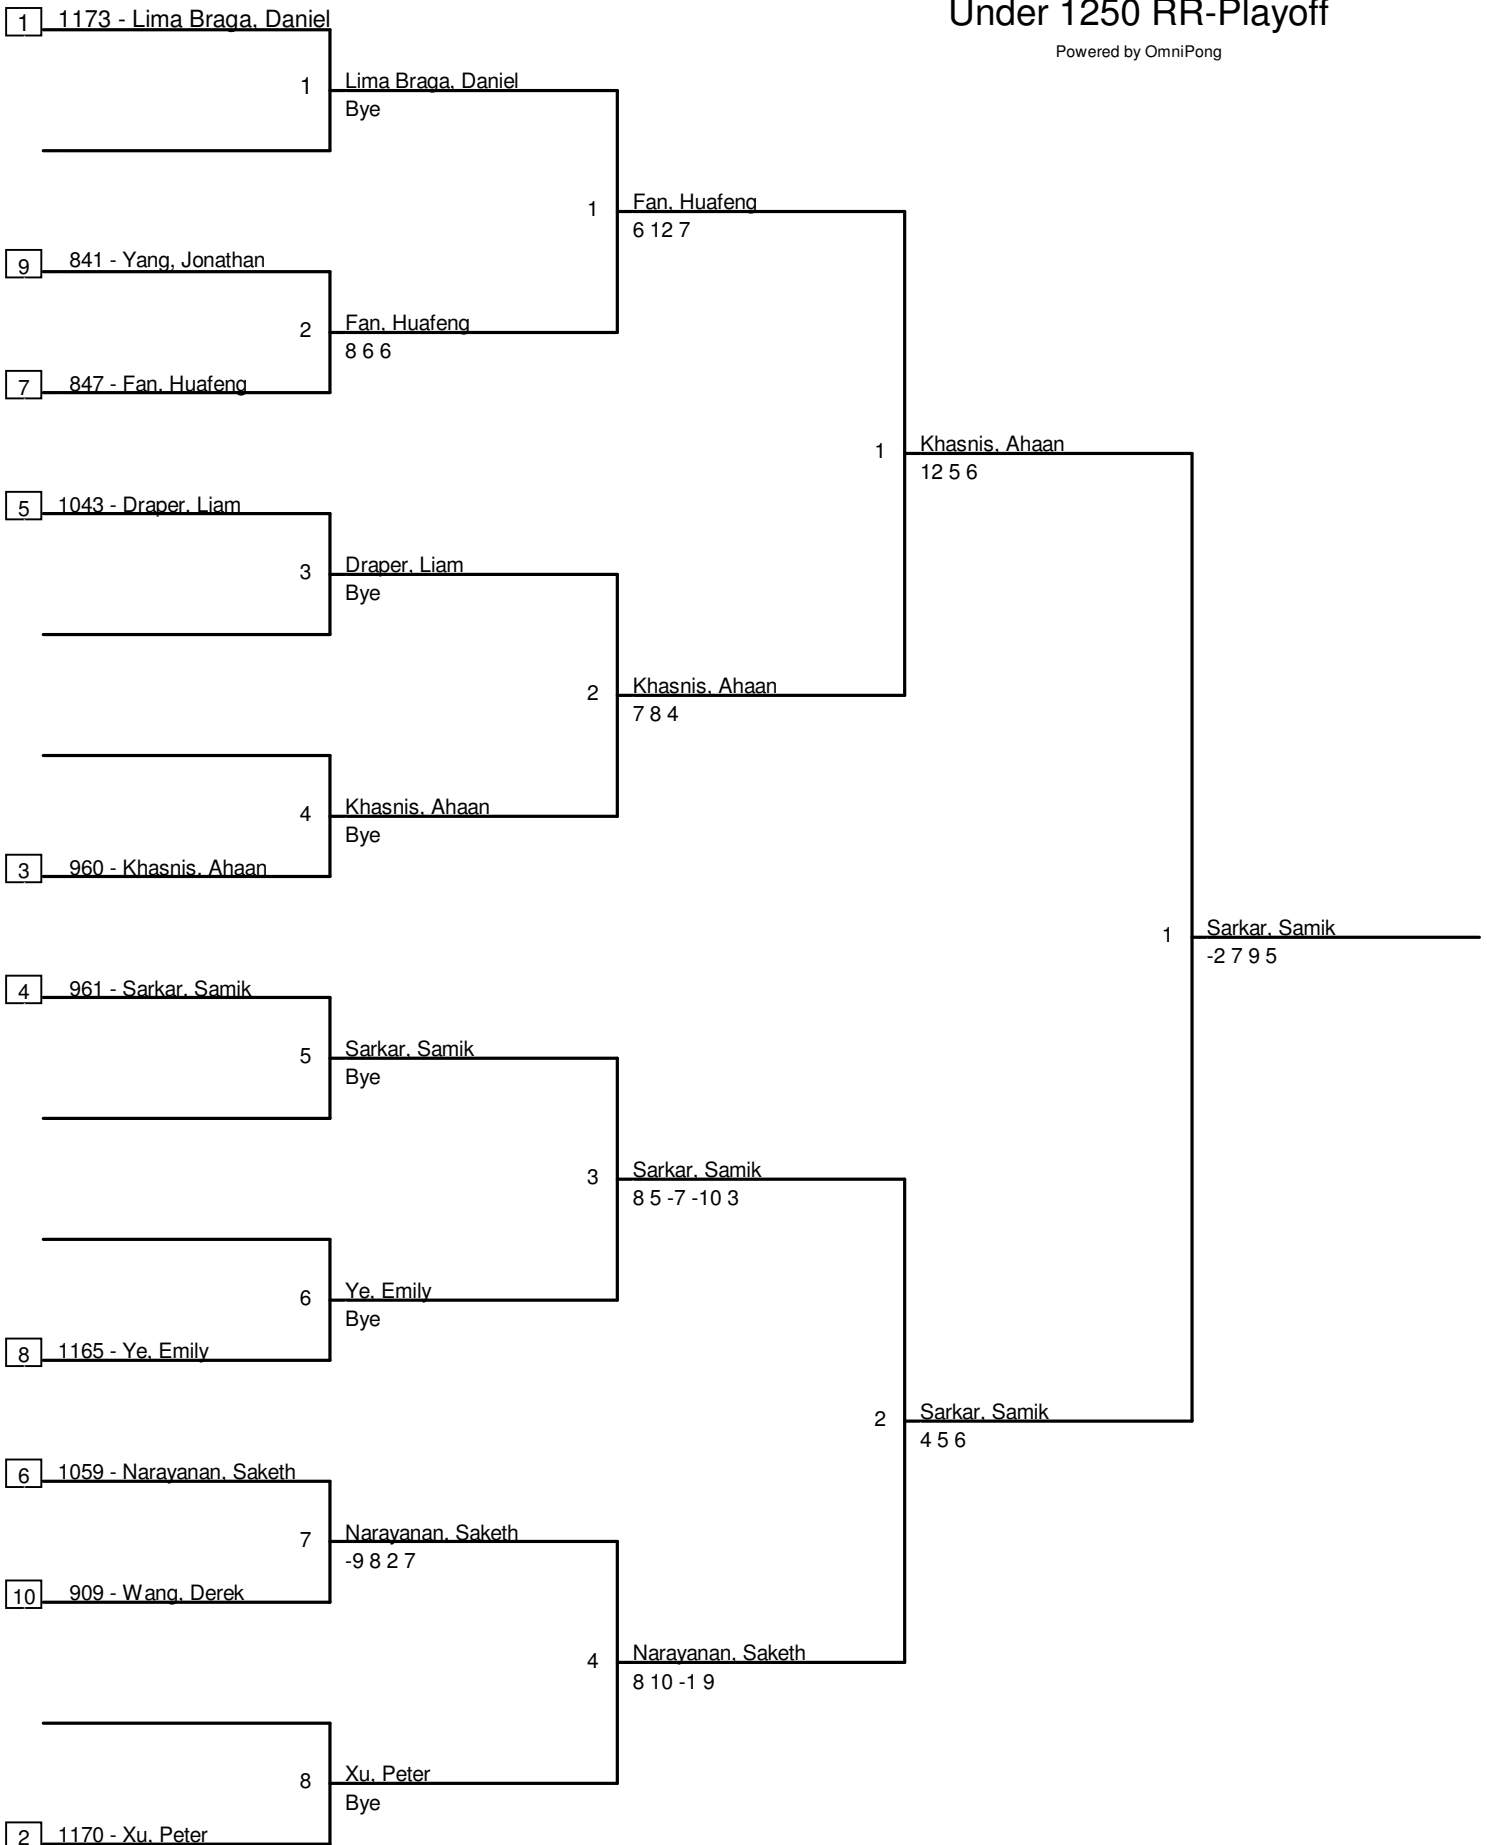 Under 1250 RR-Playoff
Powered by OmniPong
1 1173 - Lima Braga, Daniel
1 Lima Braga, Daniel
Bye
1 Fan, Huafeng
6 12 7
9 841 - Yang, Jonathan
2 Fan, Huafeng
8 6 6
7 847 - Fan, Huafeng
1 Khasnis, Ahaan
12 5 6
5 1043 - Draper, Liam
3 Draper, Liam
Bye
2 Khasnis, Ahaan
7 8 4
4 Khasnis, Ahaan
Bye
3 960 - Khasnis, Ahaan
1 Sarkar, Samik
-2 7 9 5
4 961 - Sarkar, Samik
5 Sarkar, Samik
Bye
3 Sarkar, Samik
8 5 -7 -10 3
6 Ye, Emily
Bye
8 1165 - Ye, Emily
2 Sarkar, Samik
4 5 6
6 1059 - Narayanan, Saketh
7 Narayanan, Saketh
-9 8 2 7
10 909 - Wang, Derek
4 Narayanan, Saketh
8 10 -1 9
8 Xu, Peter
Bye
2 1170 - Xu, Peter